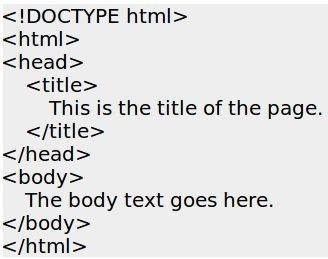 <!DOCTYPE html>
<html>
<head>
    <title>
        This is the title of the page.
    </title>
</head>
<body>
    The body text goes here.
</body>
</html>